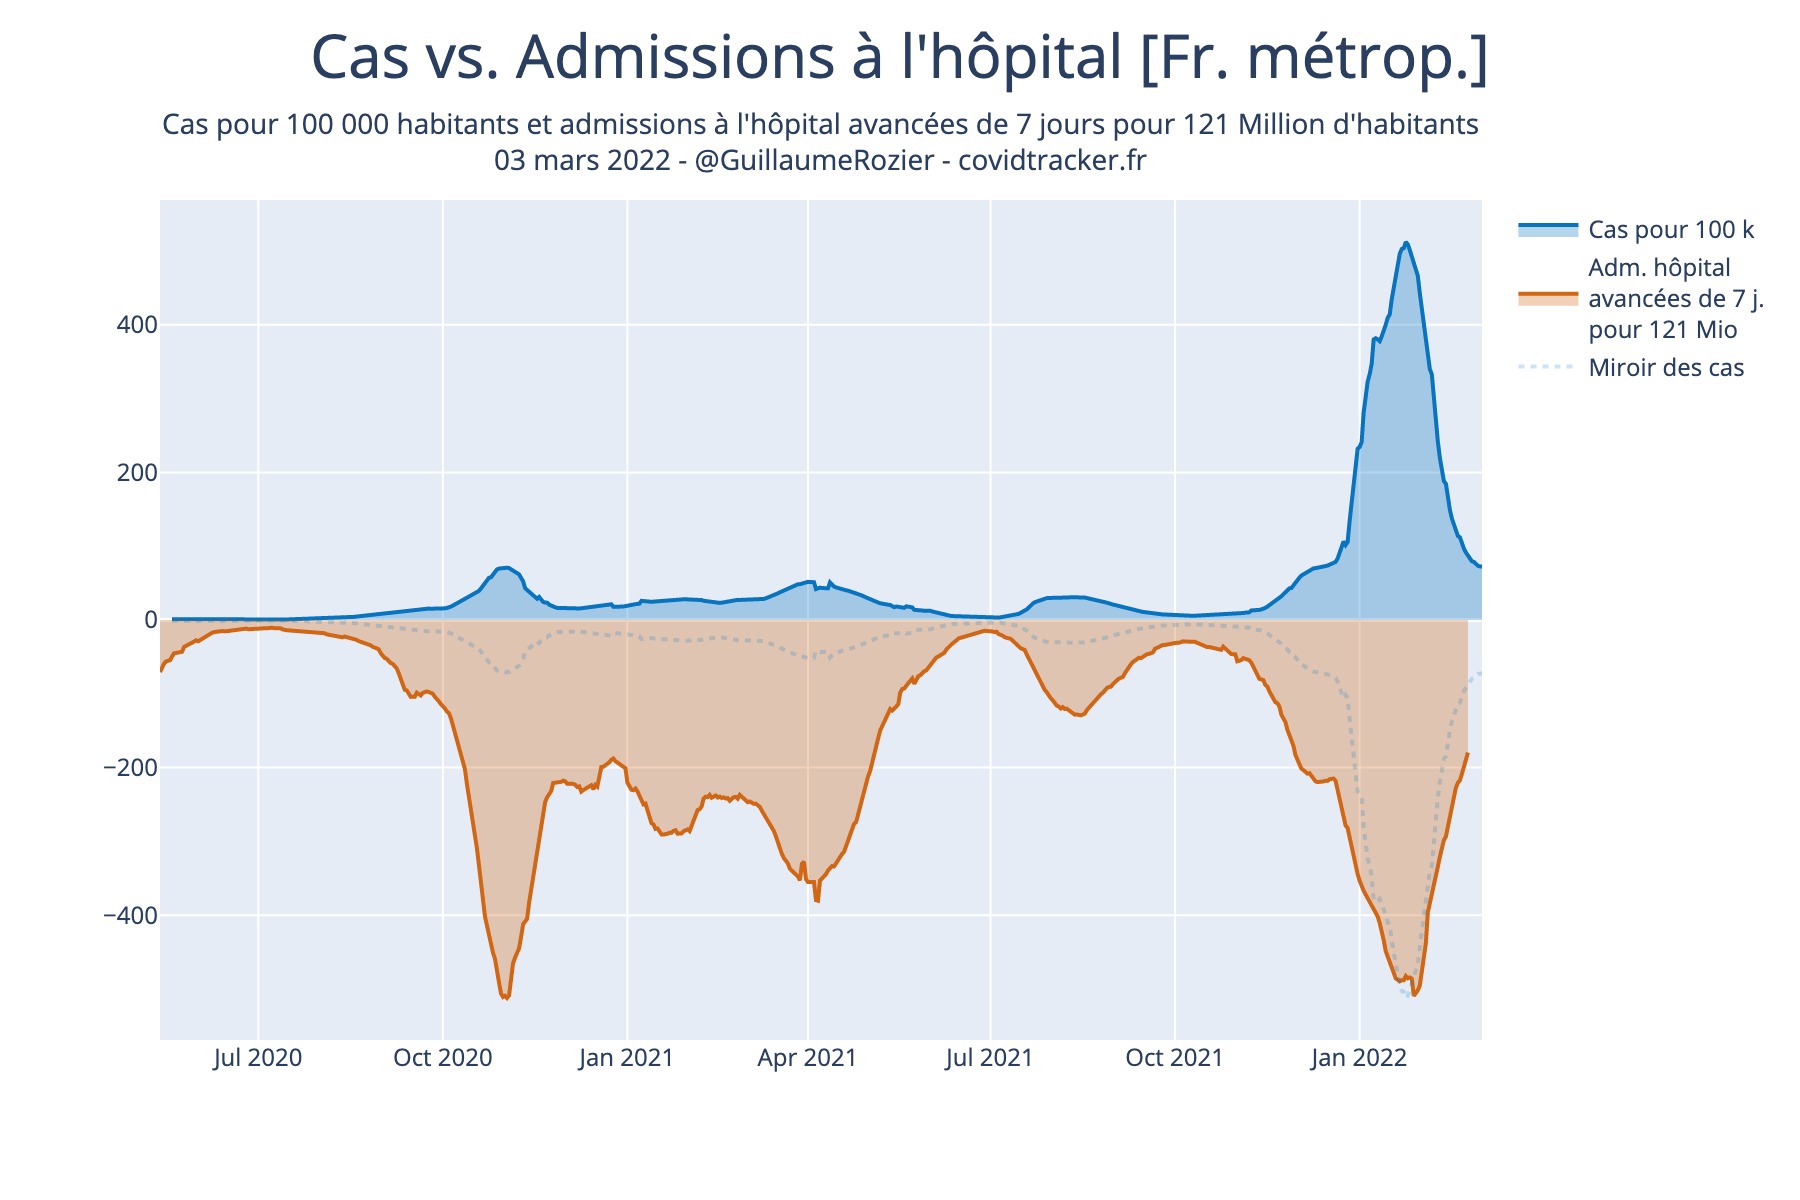 Cas vs. Admissions à l'hôpital [Fr. métrop.]
Cas pour 100 000 habitants et admissions à l'hôpital avancées de 7 jours pour 121 Million d'habitants
03 mars 2022 - @GuillaumeRozier - covidtracker.fr
Cas pour 100 k
Adm. hôpital
avancées de 7 j.
pour 121 Mio
Miroir des cas
400
200
0
−200
−400
Jul 2020
Oct 2020
Jan 2021
Apr 2021
Jul 2021
Oct 2021
Jan 2022